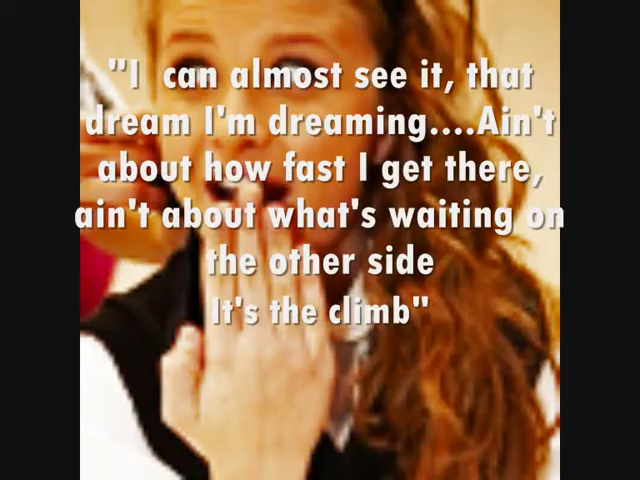 "I can almost see it, that
dream I'm dreaming....Ain't
about how fast I get there,
ain't about what's waiting on
the other side
It's the climb"